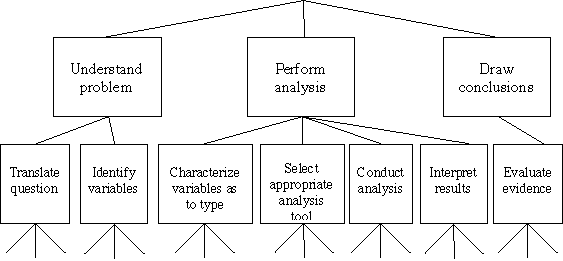 Understand
problem
Perform
analysis
Draw
conclusions
Translate
question
Identify
variables
Characterize
variables as
to type
Select
appropriate
analysis
tool
Conduct
analysis
Interpret
results
Evaluate
evidence